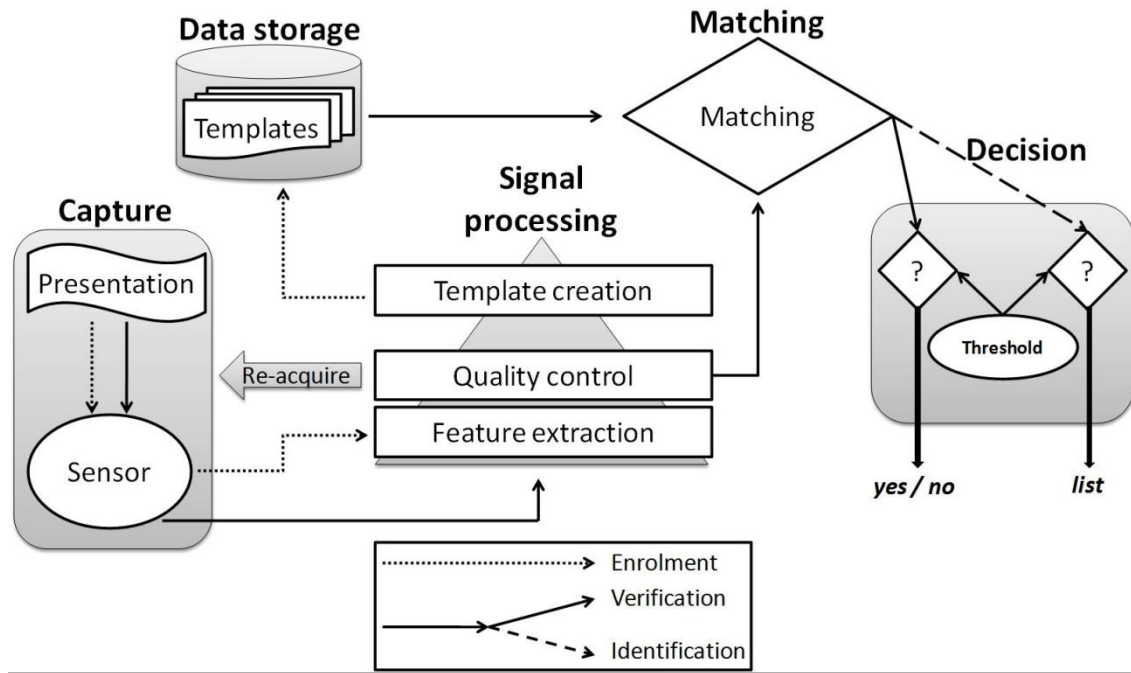 Data storage
Templates
Matching
Matching
Decision
?
?
Threshold
yes / no
list
Signal
processing
Template creation
Quality control
Feature extraction
Re-acquire
Capture
Presentation
Sensor
Enrolment
Verification
Identification